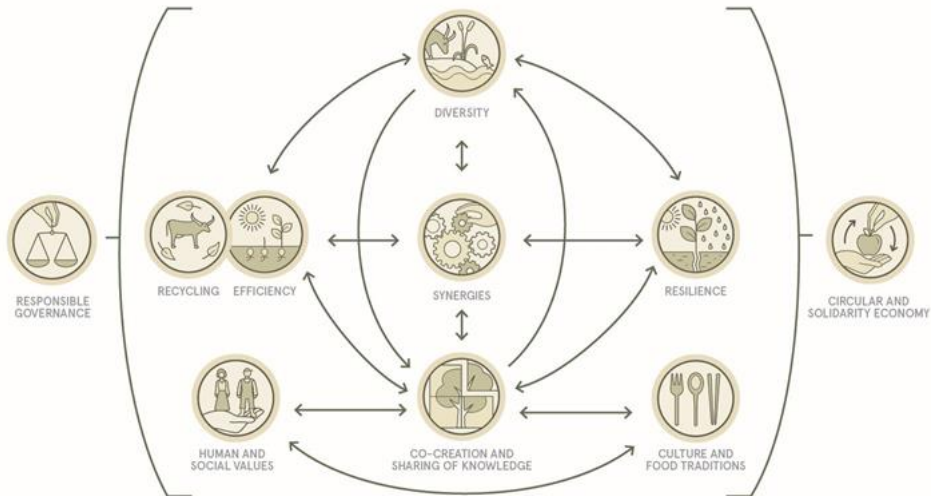 DIVERSITY
RESPONSIBLE
GOVERNANCE
RECYCLING
EFFICIENCY
SYNERGIES
RESILIENCE
CIRCULAR AND
SOLIDARITY ECONOMY
HUMAN AND
SOCIAL VALUES
CO-CREATION AND
SHARING OF KNOWLEDGE
CULTURE AND
FOOD TRADITIONS